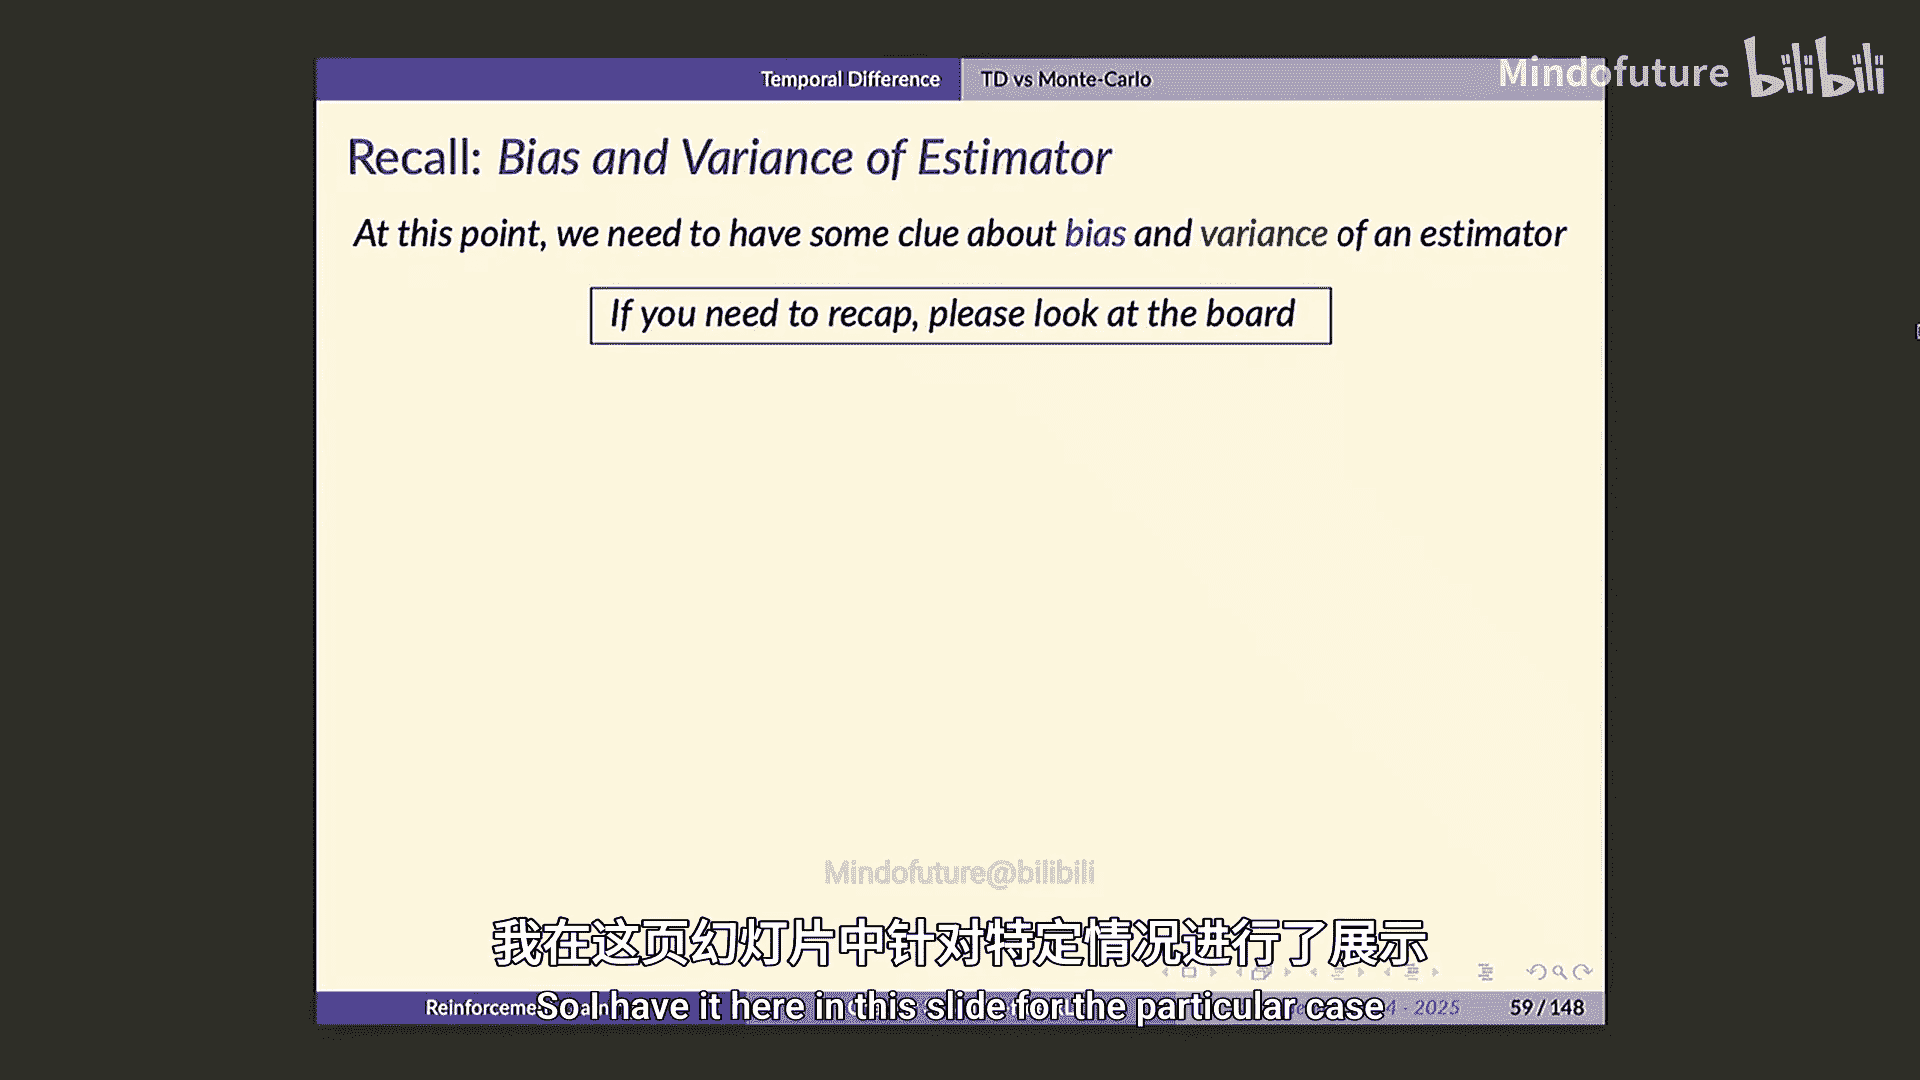 Temporal Difference
TD vs Monte-Carlo
Mindofuture bilibili
Recall: Bias and Variance of Estimator
At this point, we need to have some clue about bias and variance of an estimator
If you need to recap, please look at the board
Mindofuture@bilibili
我在这页幻灯片中针对特定情况进行了展示
So I have it here in this slide for the particular case
4 - 2025
59 / 148